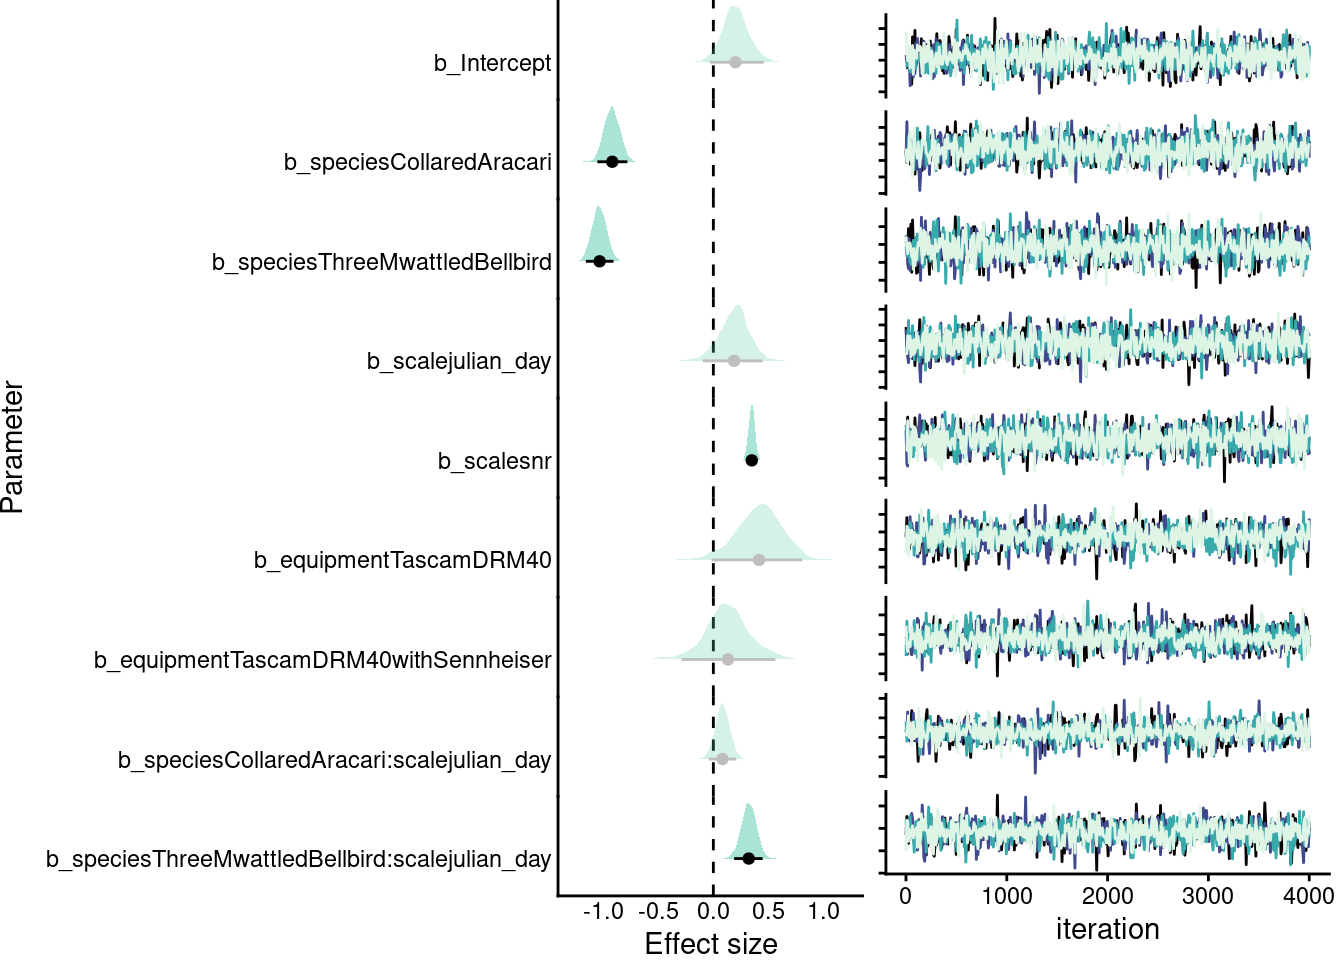 Parameter
b_Intercept
b_speciesCollaredAracari
b_speciesThreeMwattledBellbird
b_scalejulian_day
b_scalesnr
b_equipmentTascamDRM40
b_equipmentTascamDRM40withSennheiser
b_speciesCollaredAracari:scalejulian_day
b_speciesThreeMwattledBellbird:scalejulian_day
-1.0 -0.5 0.0 0.5 1.0
Effect size
0 1000 2000 3000 4000
iteration